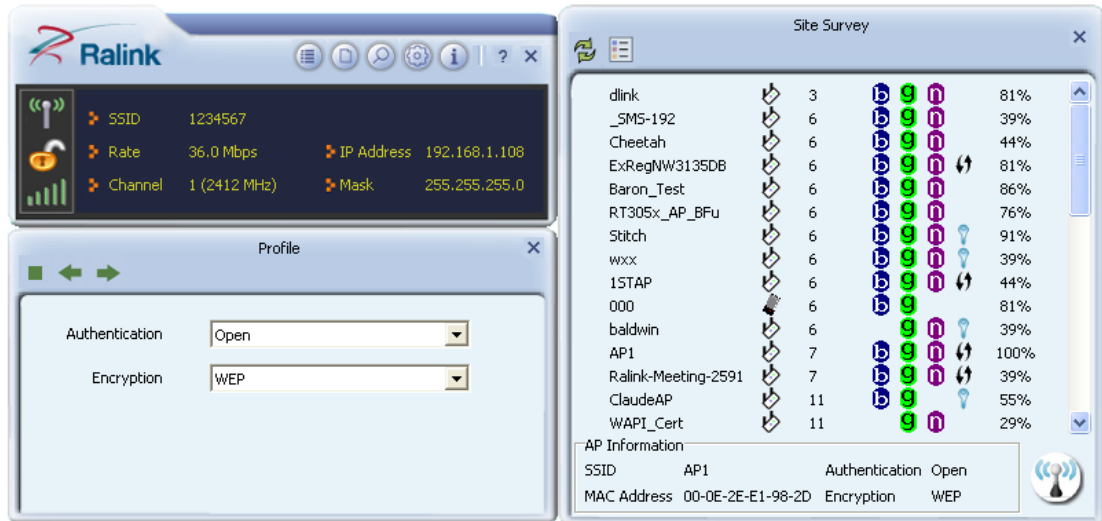 Ralink
i
?
SSID 1234567
Rate 36.0 Mbps IP Address 192.168.1.108
Channel 1 (2412 MHz) Mask 255.255.255.0
Profile
Authentication Open
Encryption WEP
Site Survey
dlink 3 b g n 81%
_SMS-192 6 b g n 39%
Cheetah 6 b g n 44%
ExRegNW3135DB 6 b g n 81%
Baron_Test 6 b g n 86%
RT305x_AP_BFu 6 b g n 76%
Stitch 6 b g n 91%
wxx 6 b g n 39%
1STAP 6 b g n 44%
000 6 b g 81%
baldwin 6 g n 39%
AP1 7 b g n 100%
Ralink-Meeting-2591 7 b g n 39%
ClaudeAP 11 b g 55%
WAPI_Cert 11 g n 29%
AP Information
SSID AP1 Authentication Open
MAC Address 00-0E-2E-E1-98-2D Encryption WEP